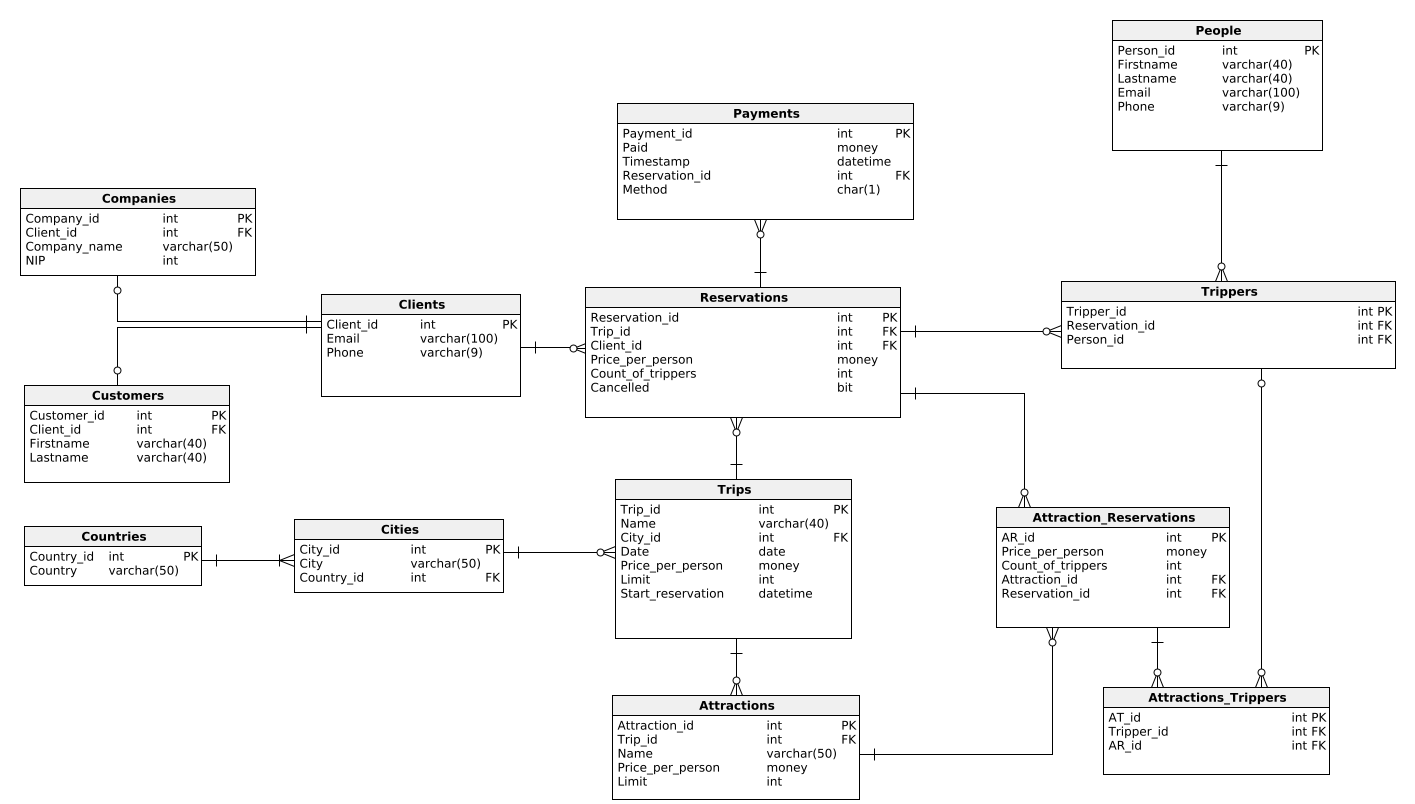 People
Person_id int PK
Firstname varchar(40)
Lastname varchar(40)
Email varchar(100)
Phone varchar(9)
Payments
Payment_id int PK
Paid money
Timestamp datetime
Reservation_id int FK
Method char(1)
Companies
Company_id int PK
Client_id int FK
Company_name varchar(50)
NIP int
Clients
Client_id int PK
Email varchar(100)
Phone varchar(9)
Reservations
Reservation_id int PK
Trip_id int FK
Client_id int FK
Price_per_person money
Count_of_trippers int
Cancelled bit
Trippers
Tripper_id int PK
Reservation_id int FK
Person_id int FK
Customers
Customer_id int PK
Client_id int FK
Firstname varchar(40)
Lastname varchar(40)
Countries
Country_id int PK
Country varchar(50)
Cities
City_id int PK
City varchar(50)
Country_id int FK
Trips
Trip_id int PK
Name varchar(40)
City_id int FK
Date date
Price_per_person money
Limit int
Start_reservation datetime
Attraction_Reservations
AR_id int PK
Price_per_person money
Count_of_trippers int
Attraction_id int FK
Reservation_id int FK
Attractions
Attraction_id int PK
Trip_id int FK
Name varchar(50)
Price_per_person money
Limit int
Attractions_Trippers
AT_id int PK
Tripper_id int FK
AR_id int FK